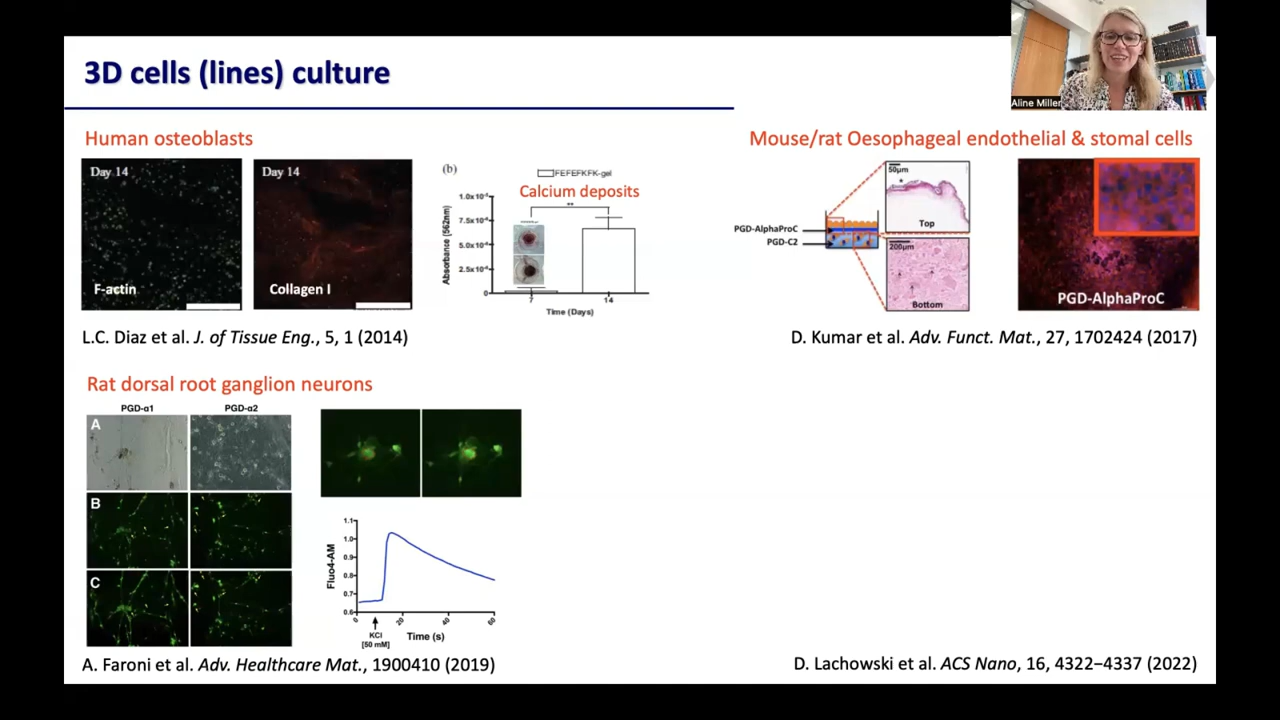 Aline Miller
3D cells (lines) culture
Human osteoblasts
Day 14
F-actin
Day 14
Collagen I
(b)
FEFEFKFK-gel
Calcium deposits
**
Absorbance (562nm)
7.5x10
5.0x10
2.5x10
0
7
14
Time (Days)
L.C. Diaz et al. J. of Tissue Eng., 5, 1 (2014)
Mouse/rat Oesophageal endothelial & stomal cells
PGD-AlphaProC
PGD-C2
50µm
*
Top
200µm
Bottom
PGD-AlphaProC
D. Kumar et al. Adv. Funct. Mat., 27, 1702424 (2017)
Rat dorsal root ganglion neurons
PGD-α1
PGD-α2
A
B
C
Fluo4-AM
1.1
1.0
0.9
0.8
0.7
0.6
0
20
40
60
KCl
[50 mM]
Time (s)
A. Faroni et al. Adv. Healthcare Mat., 1900410 (2019)
D. Lachowski et al. ACS Nano, 16, 4322–4337 (2022)